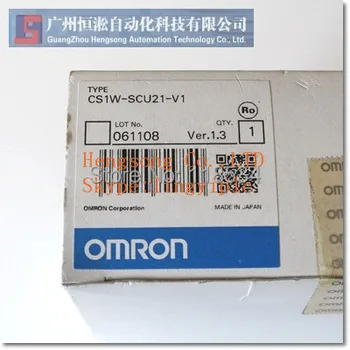 广州恒淞自动化科技有限公司
GuangZhou HengSong Automation Technology Co., Ltd
TYPE
CS1W-SCU21-V1
Ro
LOT No.
QTY.
061108
Ver.1.3
1
Hengsong Co.,LTD
OMRON Corporation
MADE IN JAPAN
OMRON